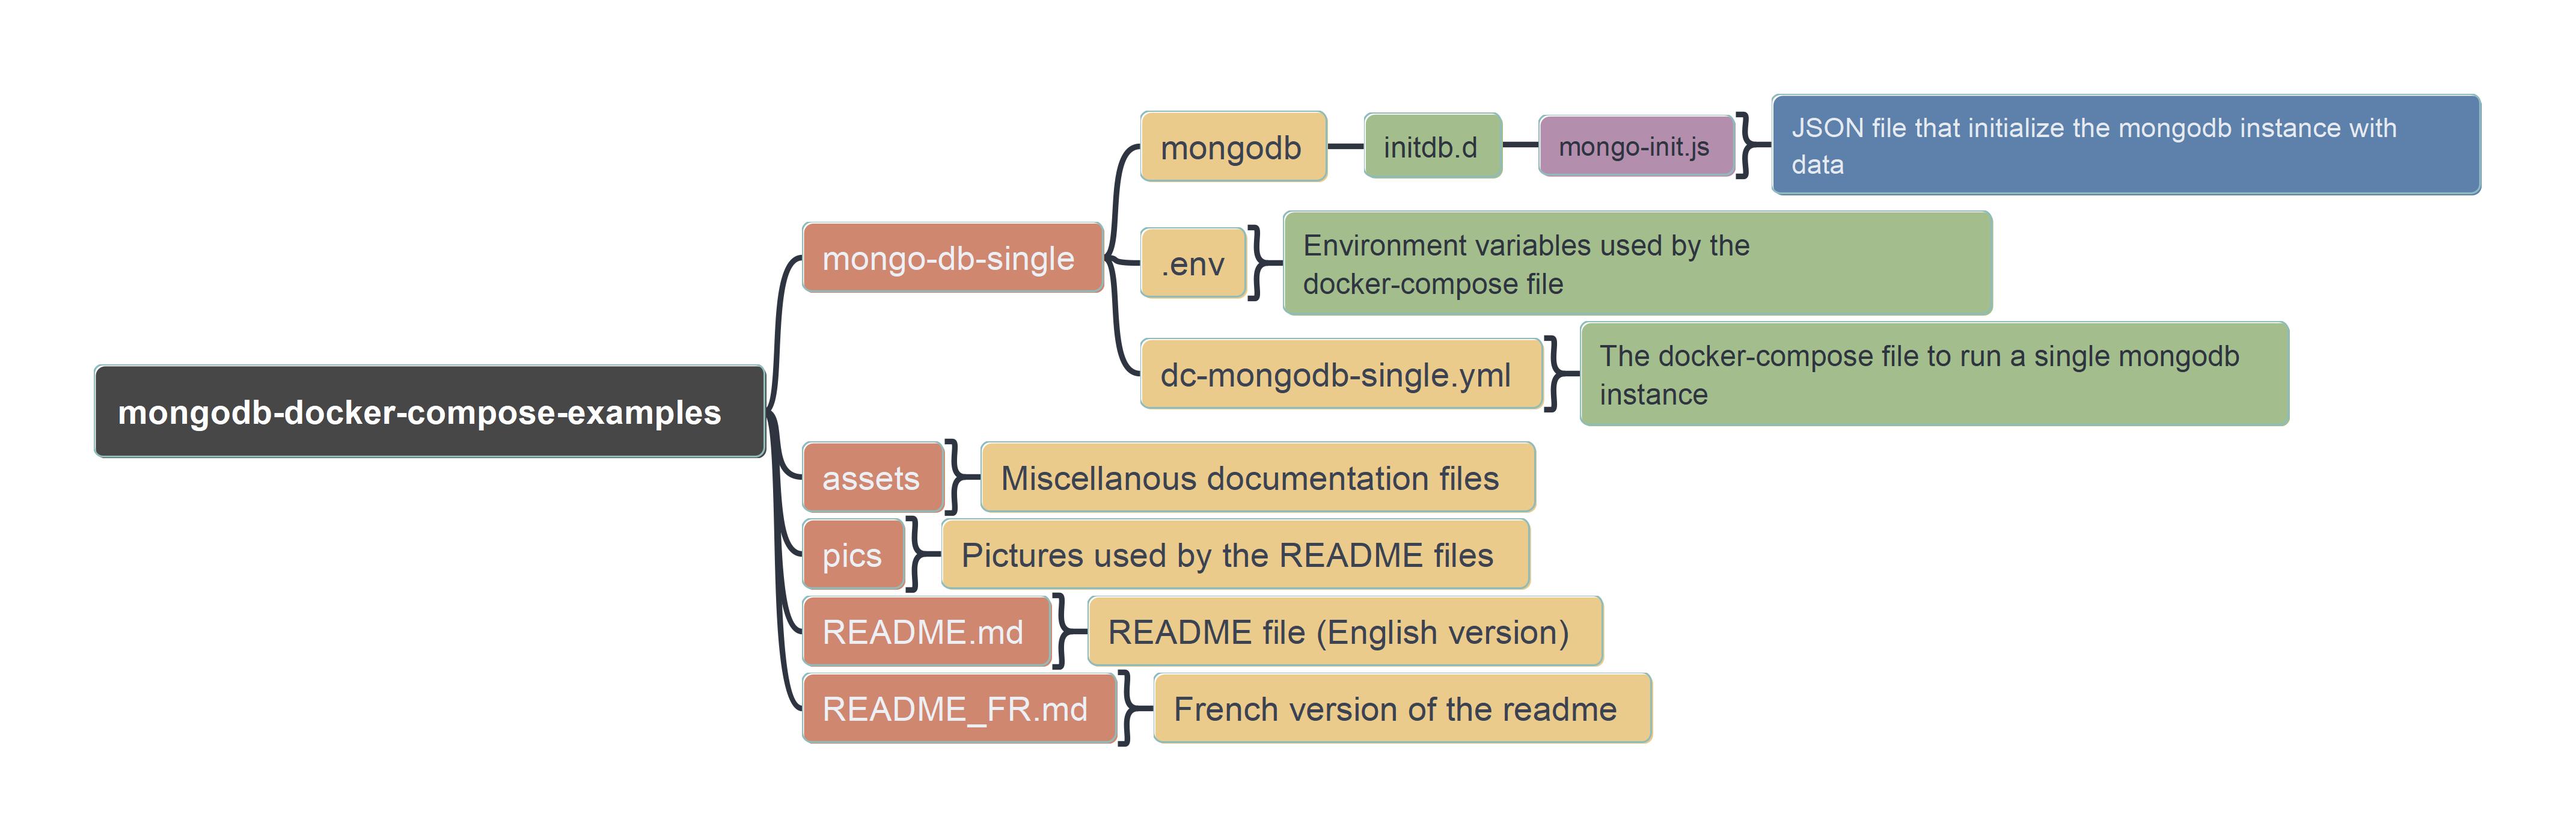 mongodb-docker-compose-examples
mongo-db-single
mongodb
initdb.d
mongo-init.js
JSON file that initialize the mongodb instance with
data
.env
Environment variables used by the
docker-compose file
dc-mongodb-single.yml
The docker-compose file to run a single mongodb
instance
assets
Miscellanous documentation files
pics
Pictures used by the README files
README.md
README file (English version)
README_FR.md
French version of the readme